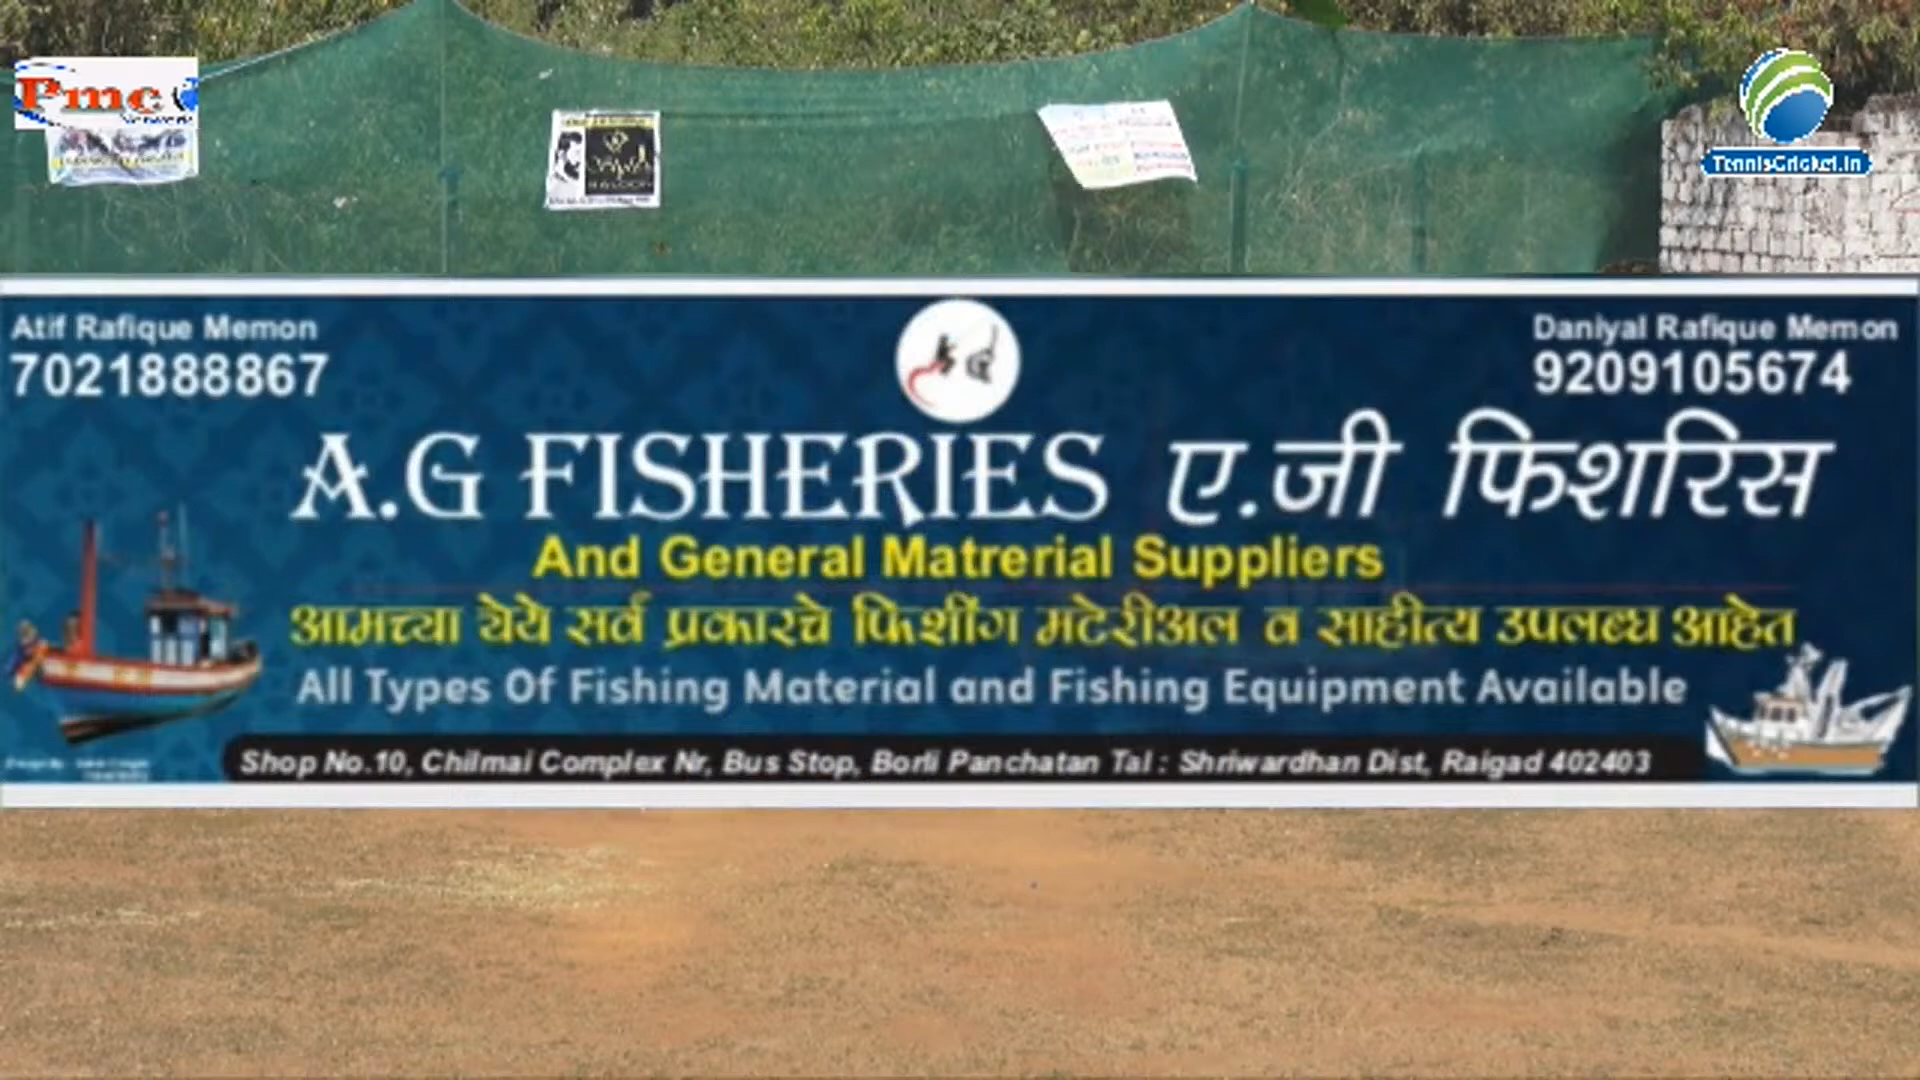 Pmc
Network
TennisCricket.in
Atif Rafique Memon
7021888867
Daniyal Rafique Memon
9209105674
A.G FISHERIES ए.जी फिशरिस
And General Matrerial Suppliers
आमच्या येथे सर्व प्रकारचे फिशींग मटेरीअल व साहीत्य उपलब्ध आहेत
All Types Of Fishing Material and Fishing Equipment Available
Shop No.10, Chilmai Complex Nr, Bus Stop, Borli Panchatan Tal : Shriwardhan Dist, Raigad 402403